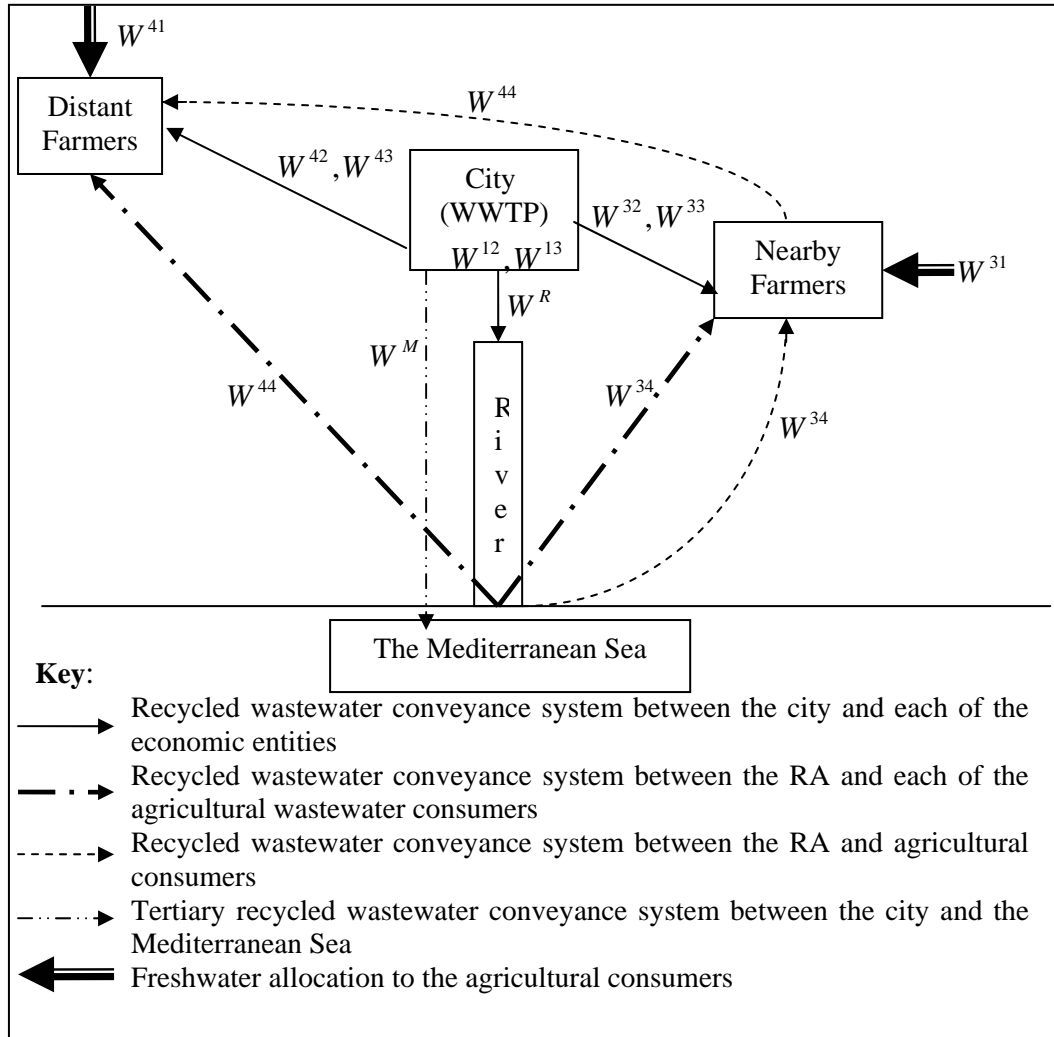 W^41
Distant
Farmers
W^44
W^42, W^43
City
(WWTP)
W^12, W^13
W^32, W^33
Nearby
Farmers
W^31
W^R
W^M
W^44
W^34
W^34
River
The Mediterranean Sea
Key:
Recycled wastewater conveyance system between the city and each of the
economic entities
Recycled wastewater conveyance system between the RA and each of the
agricultural wastewater consumers
Recycled wastewater conveyance system between the RA and agricultural
consumers
Tertiary recycled wastewater conveyance system between the city and the
Mediterranean Sea
Freshwater allocation to the agricultural consumers